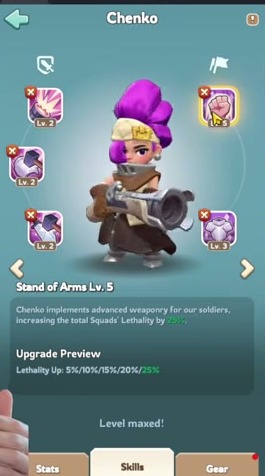 Chenko
Lv. 2
Lv. 5
Lv. 2
Lv. 2
Lv. 3
Stand of Arms Lv. 5
Chenko implements advanced weaponry for our soldiers,
increasing the total Squads' Lethality by 25%.
Upgrade Preview
Lethality Up: 5%/10%/15%/20%/25%
Level maxed!
Stats
Skills
Gear